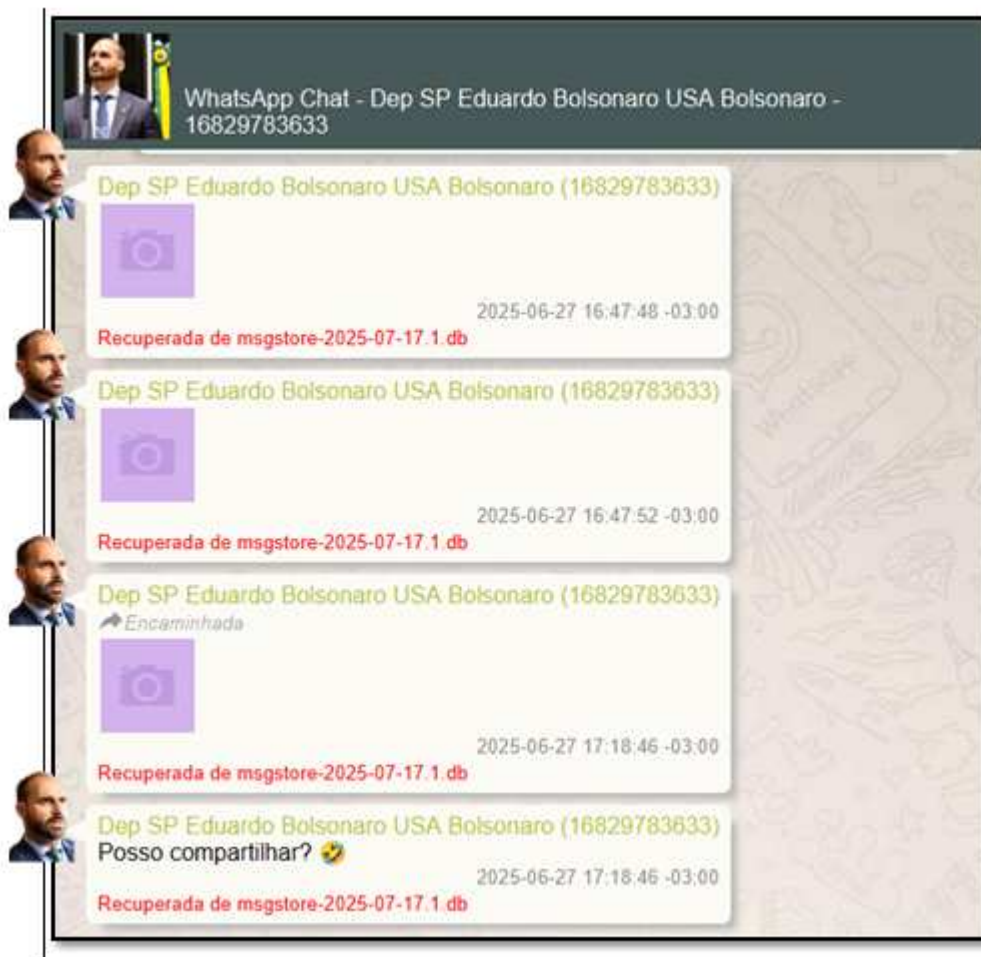 WhatsApp Chat - Dep SP Eduardo Bolsonaro USA Bolsonaro -
16829783633
Dep SP Eduardo Bolsonaro USA Bolsonaro (16829783633)
2025-06-27 16:47:48 -03:00
Recuperada de msgstore-2025-07-17.1.db
Dep SP Eduardo Bolsonaro USA Bolsonaro (16829783633)
2025-06-27 16:47:52 -03:00
Recuperada de msgstore-2025-07-17.1.db
Dep SP Eduardo Bolsonaro USA Bolsonaro (16829783633)
Encaminhada
2025-06-27 17:18:46 -03:00
Recuperada de msgstore-2025-07-17.1.db
Dep SP Eduardo Bolsonaro USA Bolsonaro (16829783633)
Posso compartilhar? 🤣
2025-06-27 17:18:46 -03:00
Recuperada de msgstore-2025-07-17.1.db